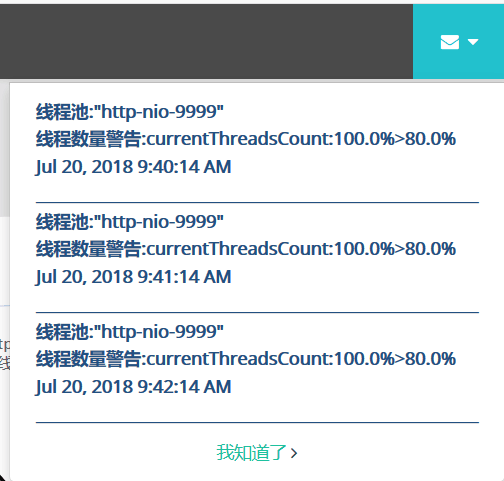 线程池:"http-nio-9999"
线程数量警告:currentThreadsCount:100.0%>80.0%
Jul 20, 2018 9:40:14 AM
线程池:"http-nio-9999"
线程数量警告:currentThreadsCount:100.0%>80.0%
Jul 20, 2018 9:41:14 AM
线程池:"http-nio-9999"
线程数量警告:currentThreadsCount:100.0%>80.0%
Jul 20, 2018 9:42:14 AM
我知道了